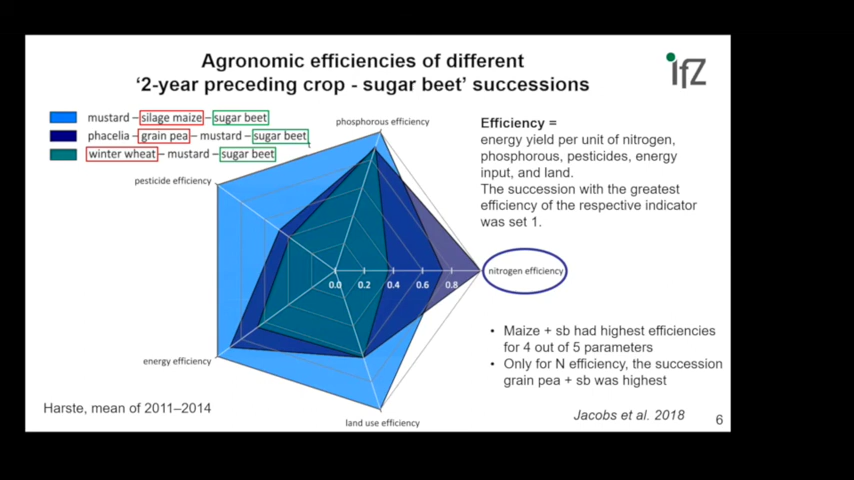 Agronomic efficiencies of different
‘2-year preceding crop - sugar beet’ successions
ifZ
mustard – silage maize – sugar beet
phacelia – grain pea – mustard – sugar beet
winter wheat – mustard – sugar beet
phosphorous efficiency
pesticide efficiency
nitrogen efficiency
0.0 0.2 0.4 0.6 0.8
energy efficiency
land use efficiency
Efficiency =
energy yield per unit of nitrogen,
phosphorous, pesticides, energy
input, and land.
The succession with the greatest
efficiency of the respective indicator
was set 1.
• Maize + sb had highest efficiencies
for 4 out of 5 parameters
• Only for N efficiency, the succession
grain pea + sb was highest
Harste, mean of 2011–2014
Jacobs et al. 2018
6